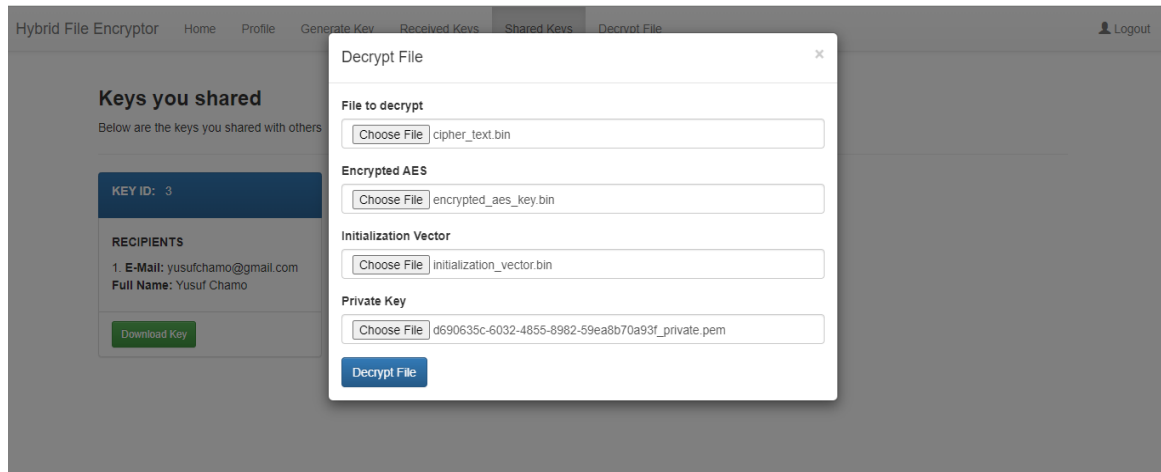 Hybrid File Encryptor Home Profile Generate Key Received Keys Shared Keys Decrypt File Logout
Decrypt File ×
Keys you shared
Below are the keys you shared with others
KEY ID: 3
RECIPIENTS
1. E-Mail: yusufchamo@gmail.com
Full Name: Yusuf Chamo
Download Key
File to decrypt
Choose File cipher_text.bin
Encrypted AES
Choose File encrypted_aes_key.bin
Initialization Vector
Choose File initialization_vector.bin
Private Key
Choose File d690635c-6032-4855-8982-59ea8b70a93f_private.pem
Decrypt File